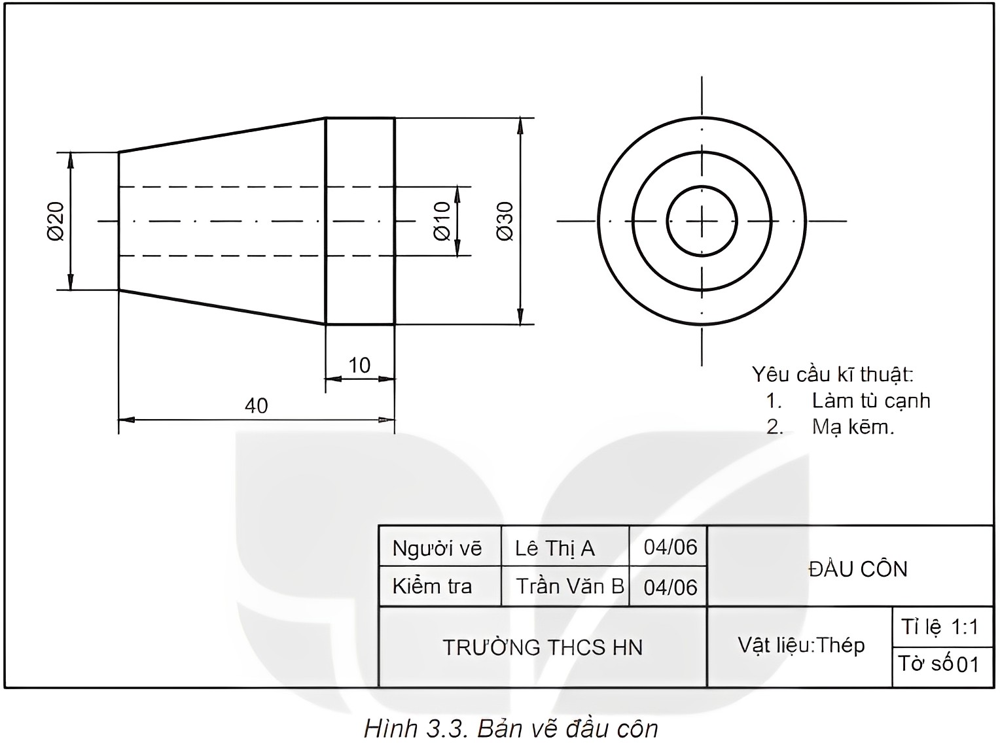 Ø20
Ø10
Ø30
10
40
Yêu cầu kĩ thuật:
1. Làm tù cạnh
2. Mạ kẽm.
Người vẽ Lê Thị A 04/06
Kiểm tra Trần Văn B 04/06
ĐẦU CÔN
TRƯỜNG THCS HN
Vật liệu:Thép
Tỉ lệ 1:1
Tờ số 01
Hình 3.3. Bản vẽ đầu côn